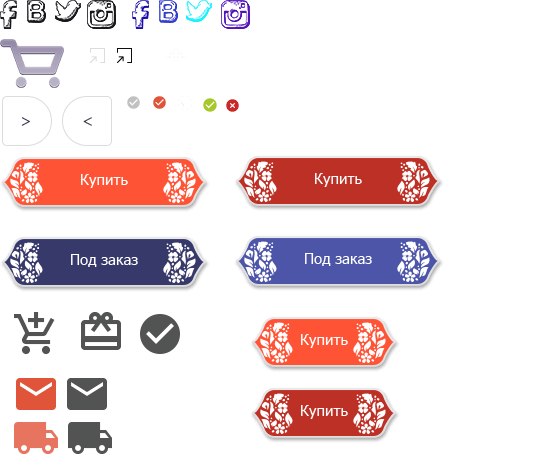 > <
Купить Купить
Под заказ Под заказ
Купить
Купить